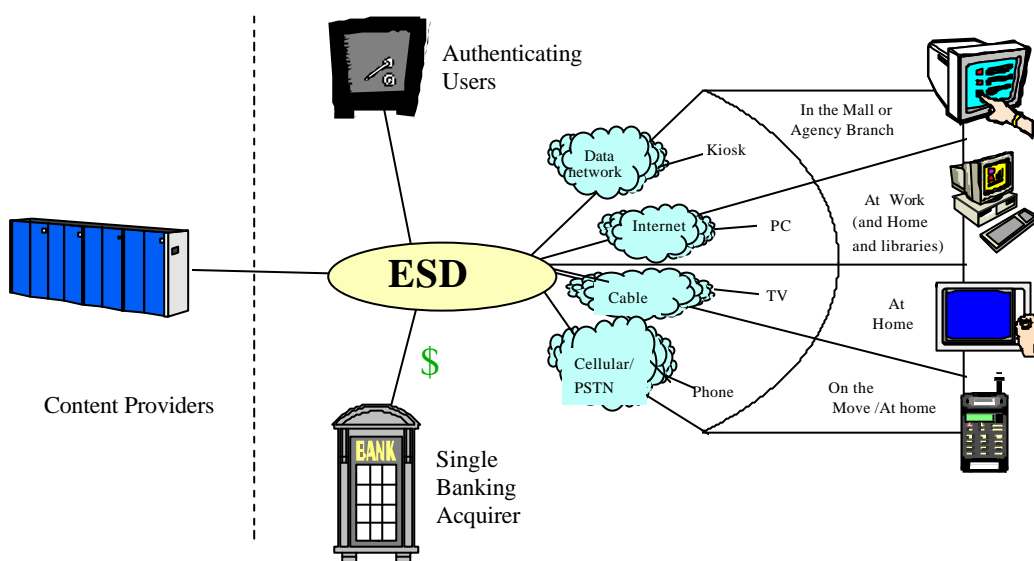 Authenticating
Users
In the Mall or
Agency Branch
Data
network
Kiosk
At Work
(and Home
and libraries)
Internet
PC
ESD
Cable
TV
At
Home
$
Cellular/
PSTN
Phone
On the
Move /At home
Content Providers
BANK
Single
Banking
Acquirer